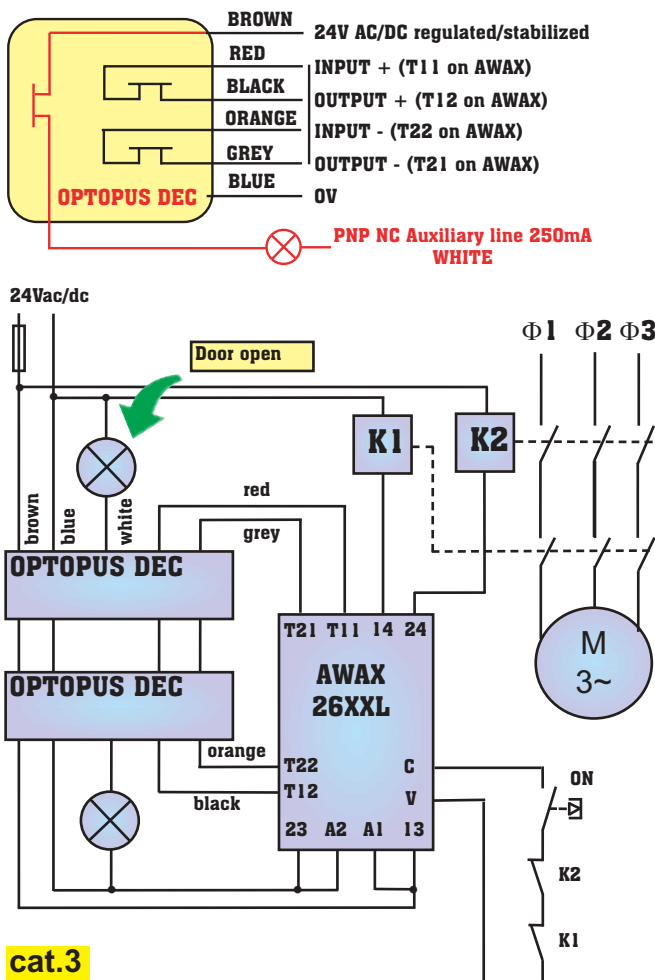 BROWN
24V AC/DC regulated/stabilized
RED
INPUT + (T11 on AWAX)
BLACK
OUTPUT + (T12 on AWAX)
ORANGE
INPUT - (T22 on AWAX)
GREY
OUTPUT - (T21 on AWAX)
BLUE
OPTOPUS DEC
0V
PNP NC Auxiliary line 250mA
WHITE
24Vac/dc
Φ1 Φ2 Φ3
Door open
K1
K2
red
brown
blue
white
grey
OPTOPUS DEC
T21 T11 14 24
AWAX
26XXL
M
3~
OPTOPUS DEC
orange
T22
C
ON
T12
V
black
23 A2 A1 13
K2
K1
cat.3